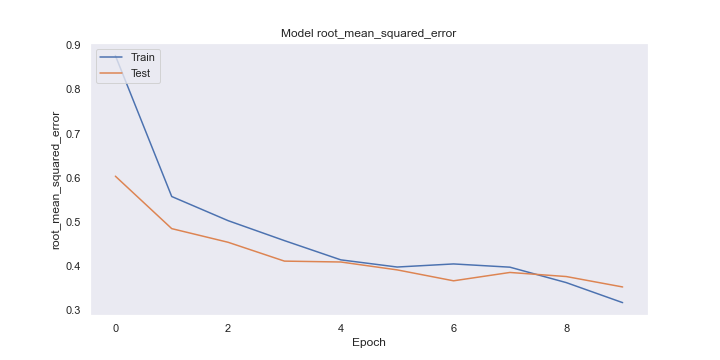 Model root_mean_squared_error
0.9
0.8
0.7
0.6
0.5
0.4
0.3
root_mean_squared_error
Train
Test
0 2 4 6 8
Epoch